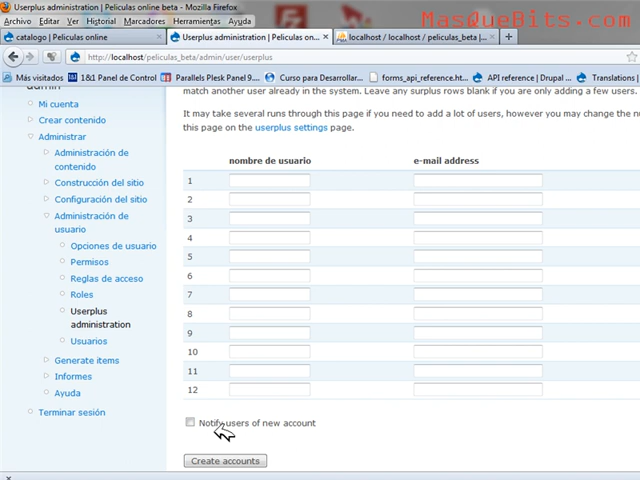 Userplus administration | Peliculas online beta - Mozilla Firefox
MasQueBits.com
Archivo Editar Ver Historial Marcadores Herramientas Ayuda
catalogo | Peliculas online
Userplus administration | Peliculas on...
localhost / localhost / peliculas_beta |...
http://localhost/peliculas_beta/admin/user/userplus
Más visitados
1&1 Panel de Control
Parallels Plesk Panel 9....
Curso para Desarrollar...
forms_api_reference.ht...
API reference | Drupal ...
Translations |
admin
Mi cuenta
Crear contenido
Administrar
Administración de
contenido
Construcción del sitio
Configuración del sitio
Administración de
usuario
Opciones de usuario
Permisos
Reglas de acceso
Roles
Userplus
administration
Usuarios
Generate items
Informes
Ayuda
Terminar sesión
match another user already in the system. Leave any surplus rows blank if you are only adding a few users.
It may take several runs through this page if you need to add a lot of users, however you may change the nu
this page on the userplus settings page.
nombre de usuario e-mail address
1
2
3
4
5
6
7
8
9
10
11
12
Notify users of new account
Create accounts